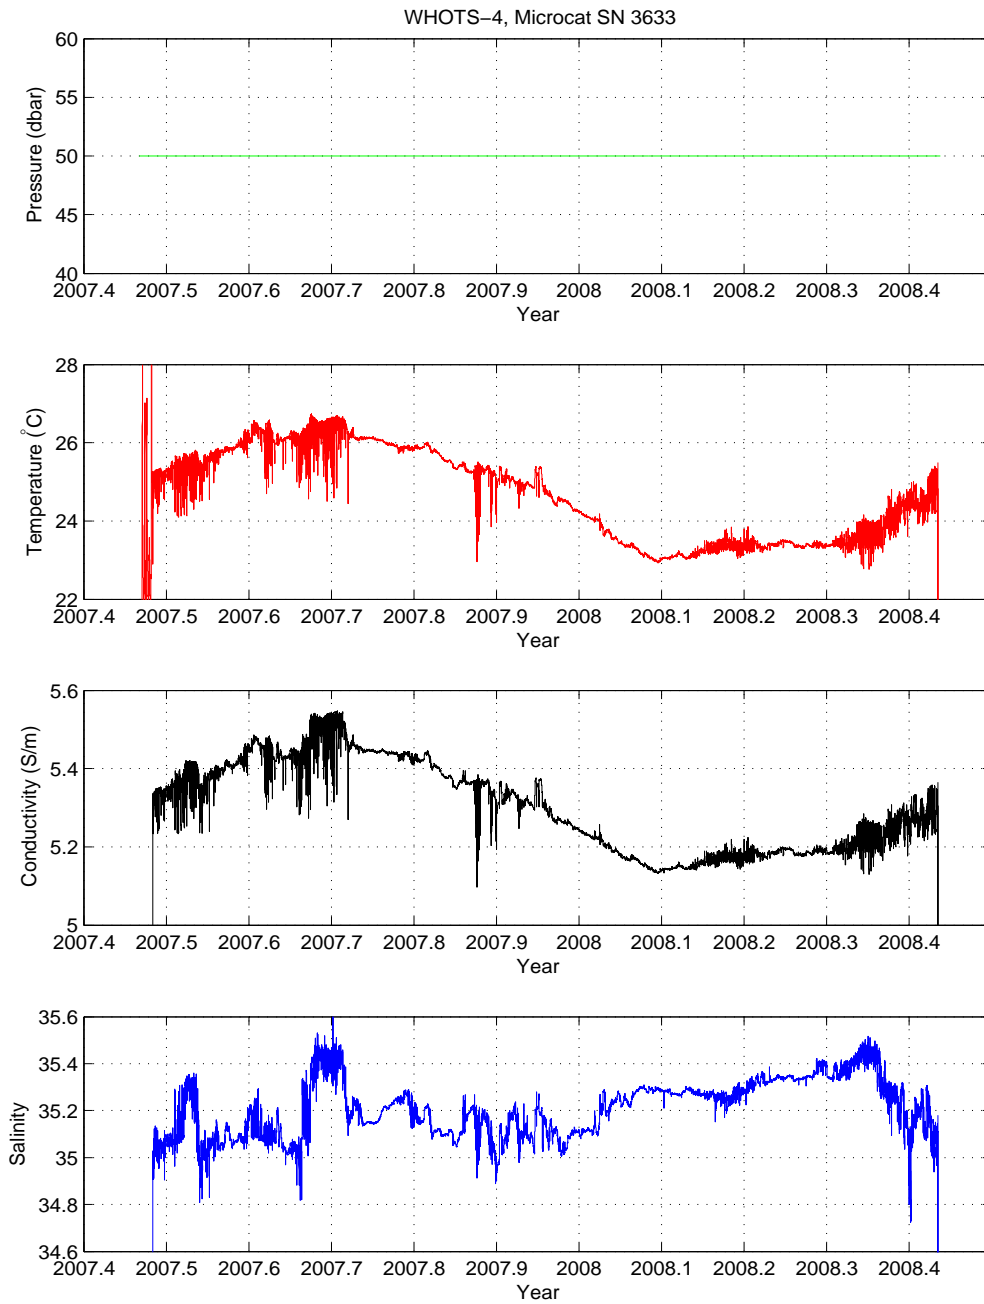 WHOTS−4, Microcat SN 3633
60
55
50
45
40
Pressure (dbar)
2007.4 2007.5 2007.6 2007.7 2007.8 2007.9 2008 2008.1 2008.2 2008.3 2008.4
Year
28
26
24
22
Temperature (°C)
2007.4 2007.5 2007.6 2007.7 2007.8 2007.9 2008 2008.1 2008.2 2008.3 2008.4
Year
5.6
5.4
5.2
5
Conductivity (S/m)
2007.4 2007.5 2007.6 2007.7 2007.8 2007.9 2008 2008.1 2008.2 2008.3 2008.4
Year
35.6
35.4
35.2
35
34.8
34.6
Salinity
2007.4 2007.5 2007.6 2007.7 2007.8 2007.9 2008 2008.1 2008.2 2008.3 2008.4
Year